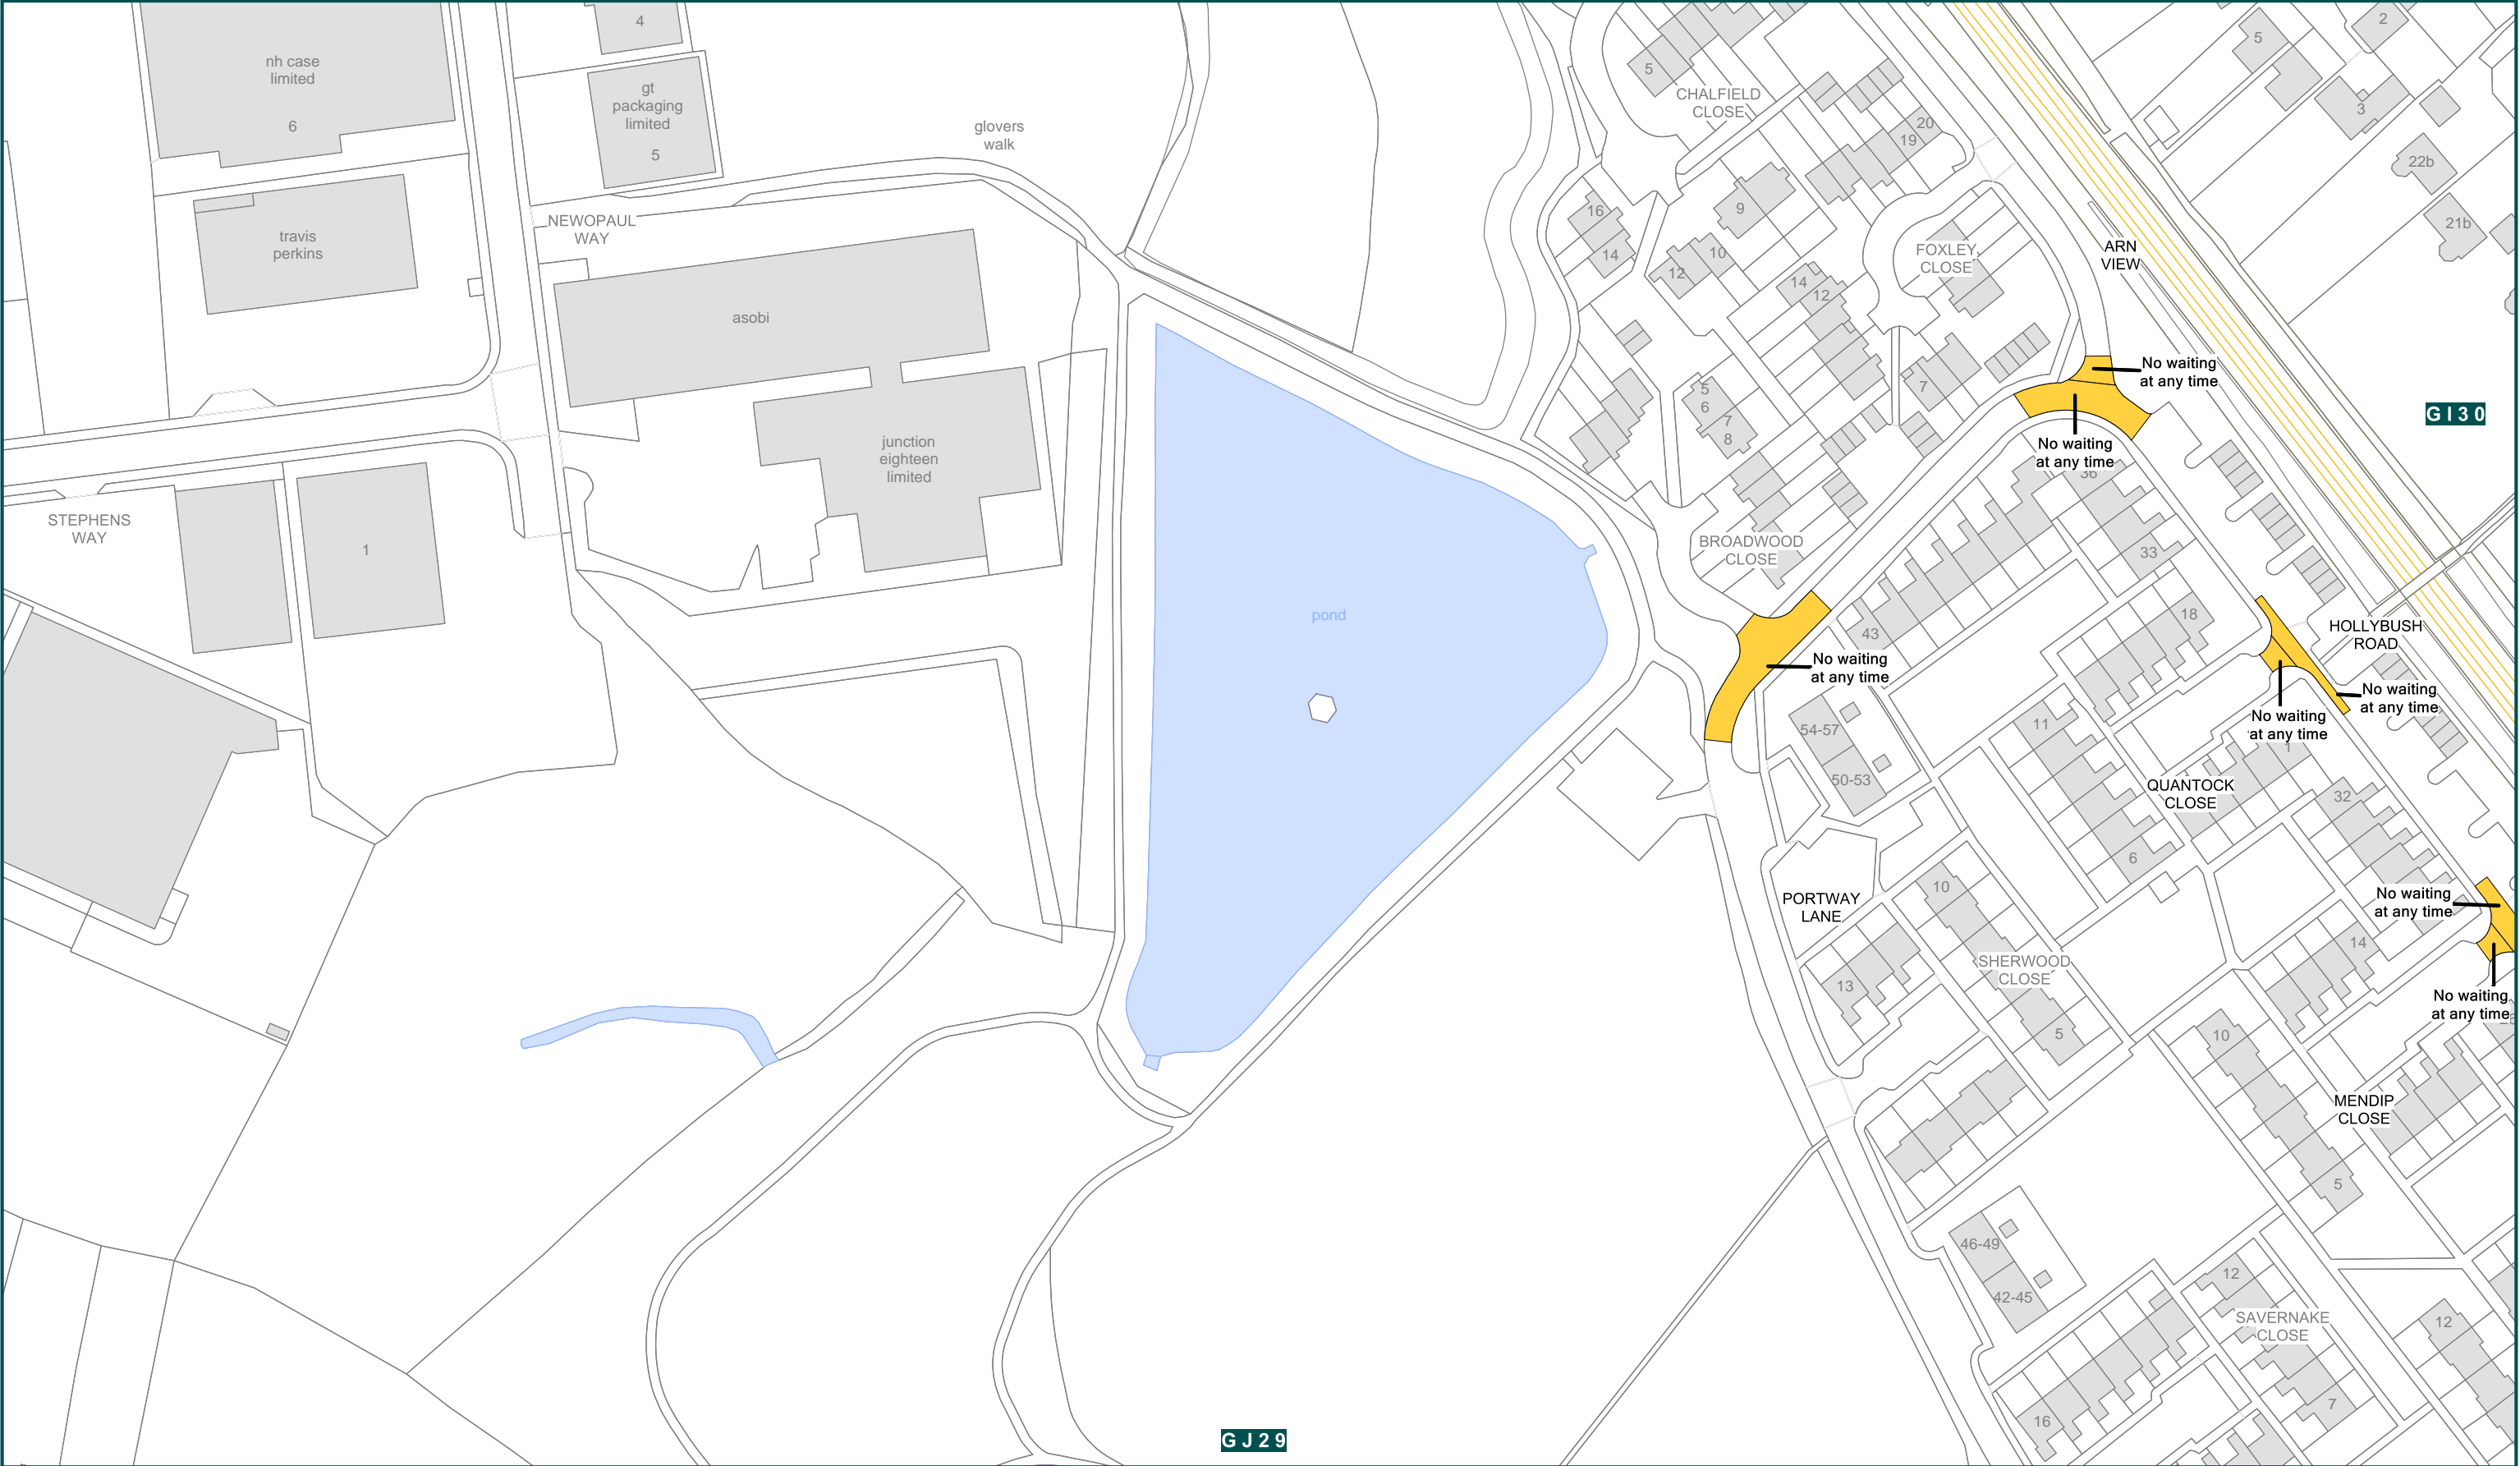 nh case
limited
6
4
gt
packaging
limited
5
glovers
walk
travis
perkins
NEWOPAUL
WAY
asobi
junction
eighteen
limited
STEPHENS
WAY
1
pond
5
CHALFIELD
CLOSE
20
19
16
14
9
10
12
14
12
FOXLEY
CLOSE
ARN
VIEW
5
2
3
22b
21b
5
6
7
8
7
No waiting
at any time
No waiting
at any time
GI30
36
33
BROADWOOD
CLOSE
43
18
HOLLYBUSH
ROAD
No waiting
at any time
No waiting
at any time
No waiting
at any time
54-57
50-53
11
1
QUANTOCK
CLOSE
32
6
PORTWAY
LANE
10
No waiting
at any time
14
13
SHERWOOD
CLOSE
5
No waiting
at any time
10
MENDIP
CLOSE
5
46-49
42-45
12
SAVERNAKE
CLOSE
12
7
16
GJ29